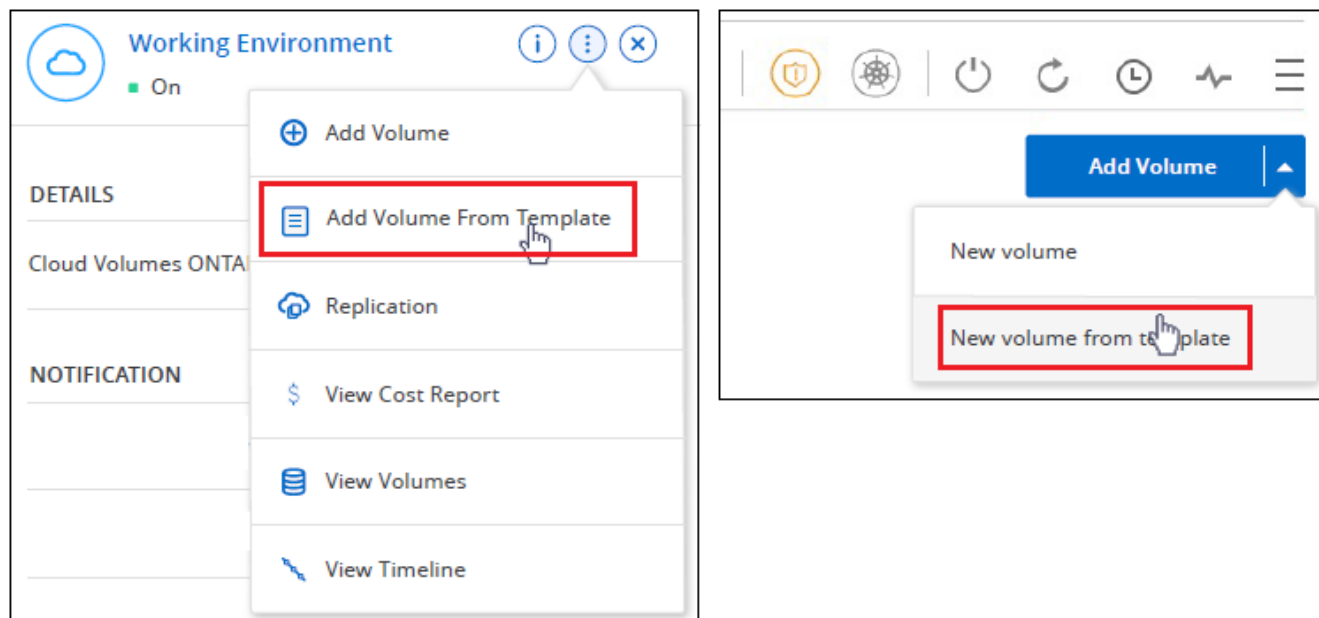 Working Environment
On
Add Volume
DETAILS
Add Volume From Template
Cloud Volumes
Replication
NOTIFICATION
View Cost Report
View Volumes
View Timeline
Add Volume
New volume
New volume from template